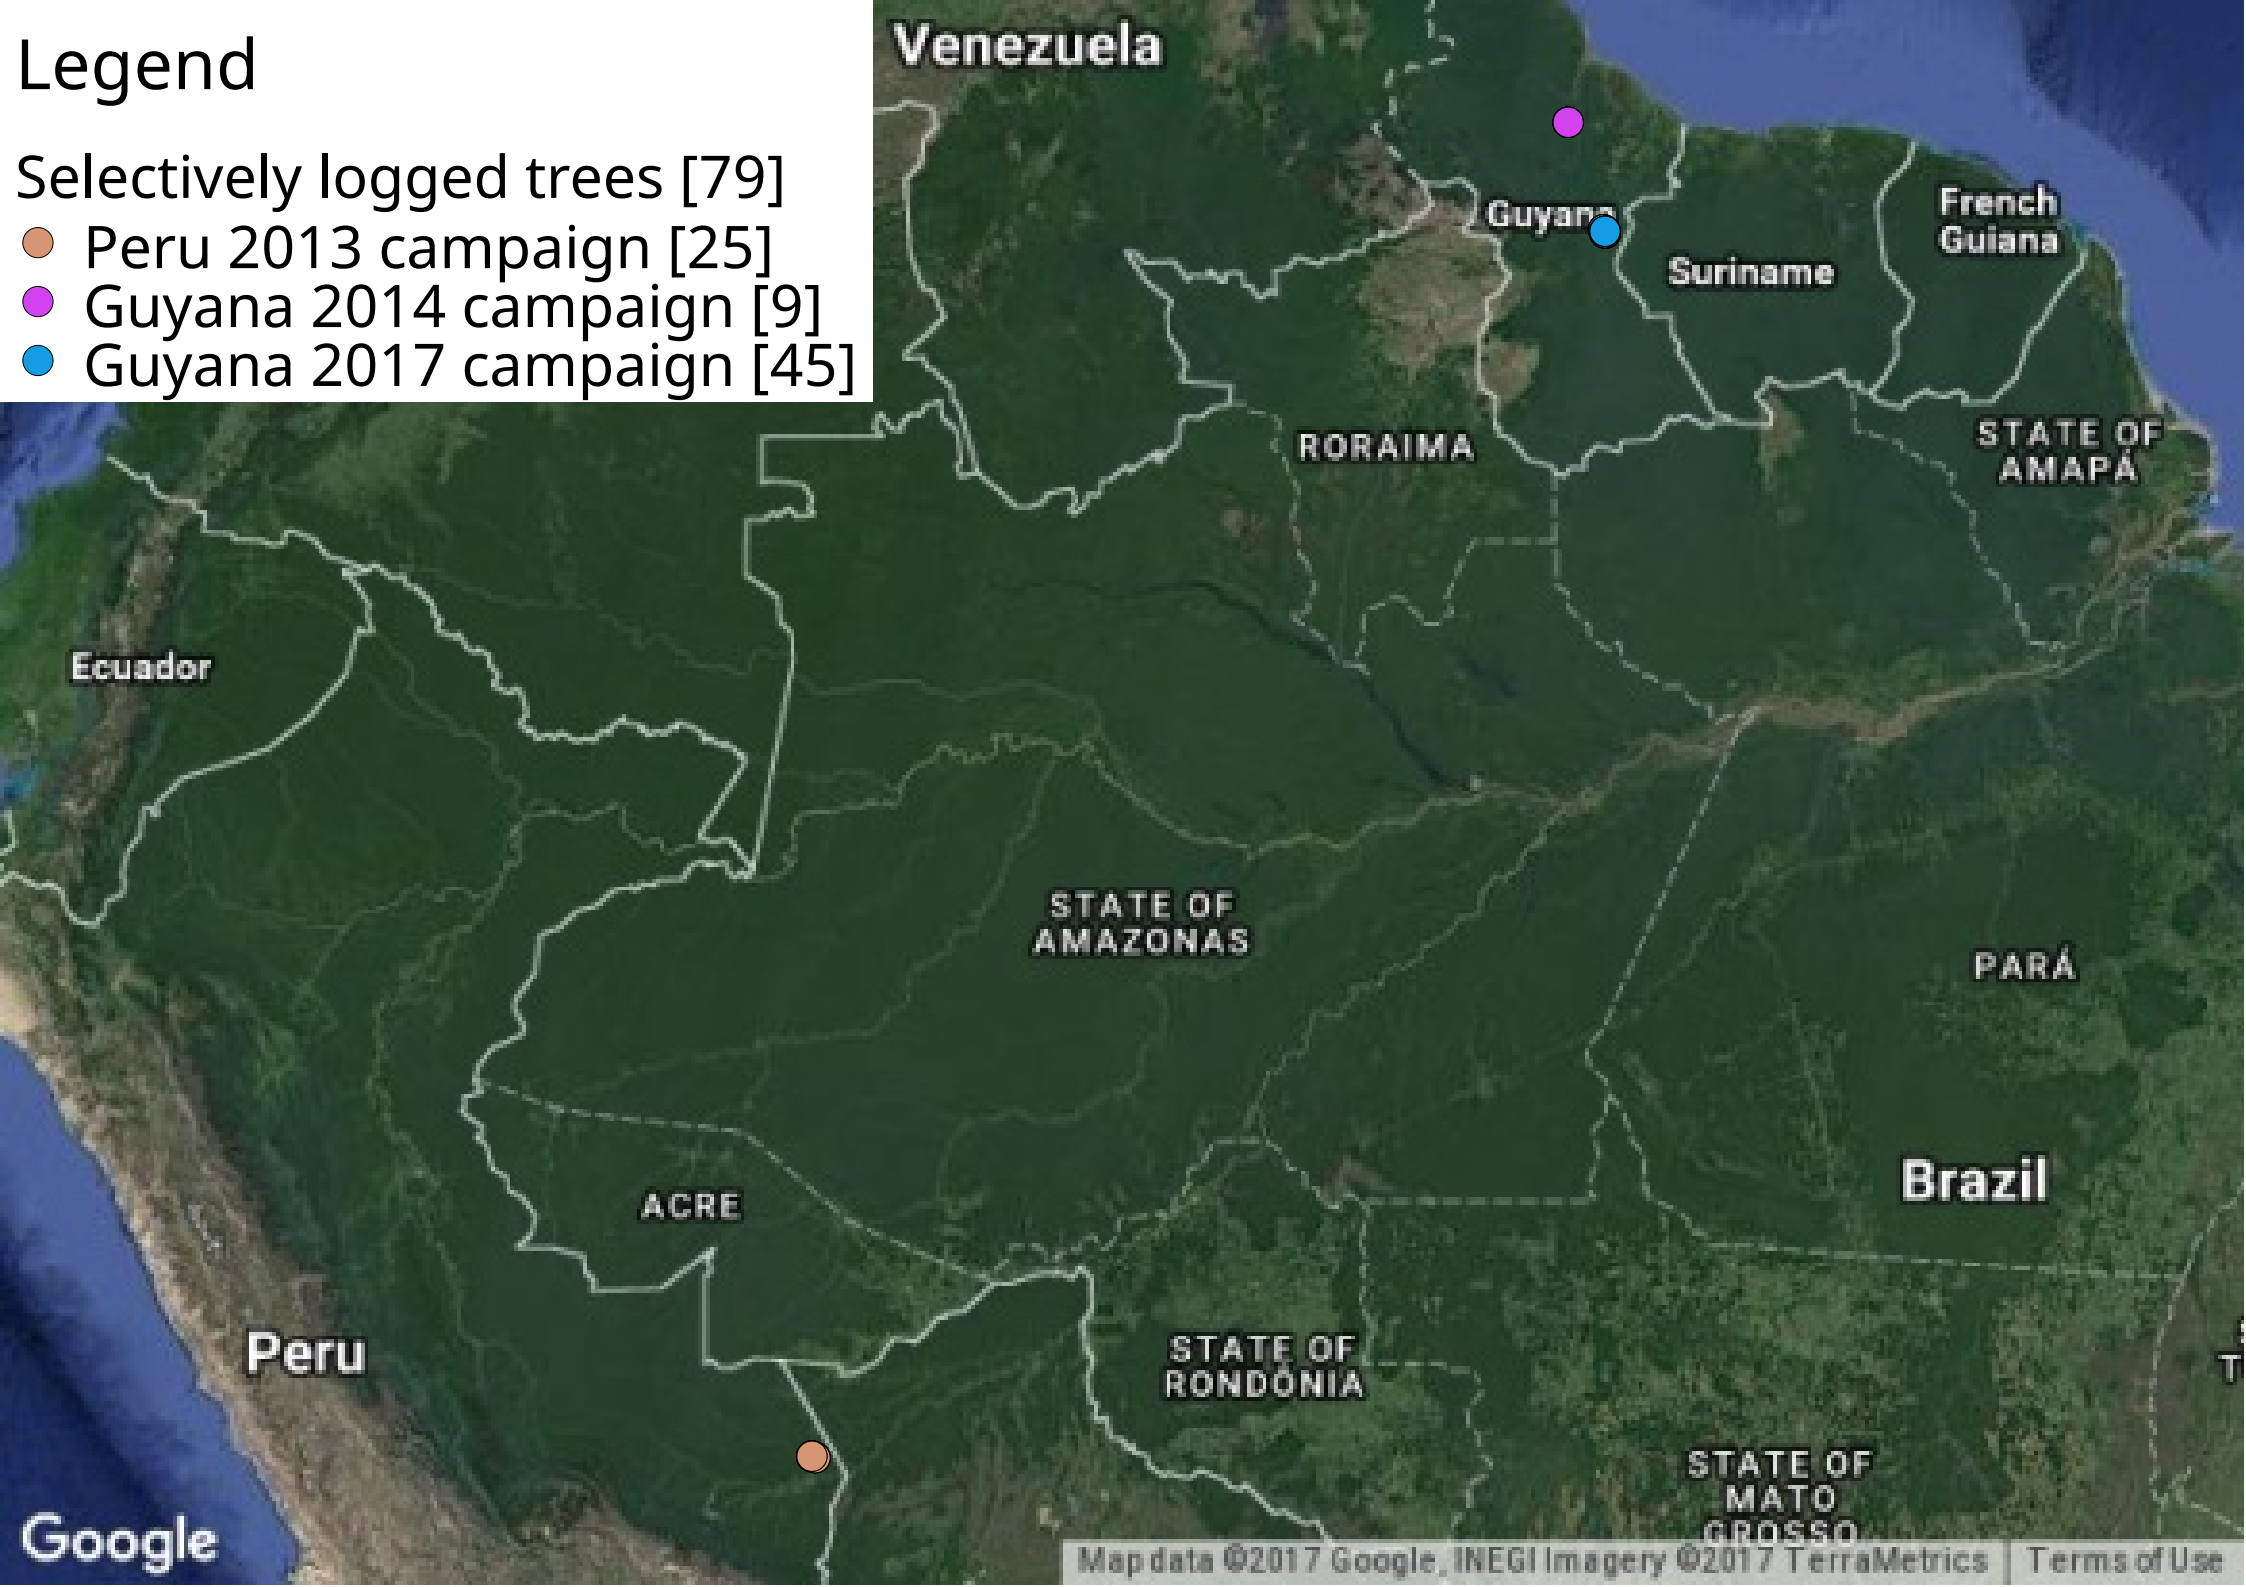 Legend
Selectively logged trees [79]
Peru 2013 campaign [25]
Guyana 2014 campaign [9]
Guyana 2017 campaign [45]
Venezuela
Guyana
Suriname
French
Guiana
RORAIMA
STATE OF
AMAPÁ
Ecuador
STATE OF
AMAZONAS
PARÁ
ACRE
Brazil
Peru
STATE OF
RONDÔNIA
STATE OF
MATO
GROSSO
Google
Map data ©2017 Google, INEGI Imagery ©2017 TerraMetrics
Terms of Use